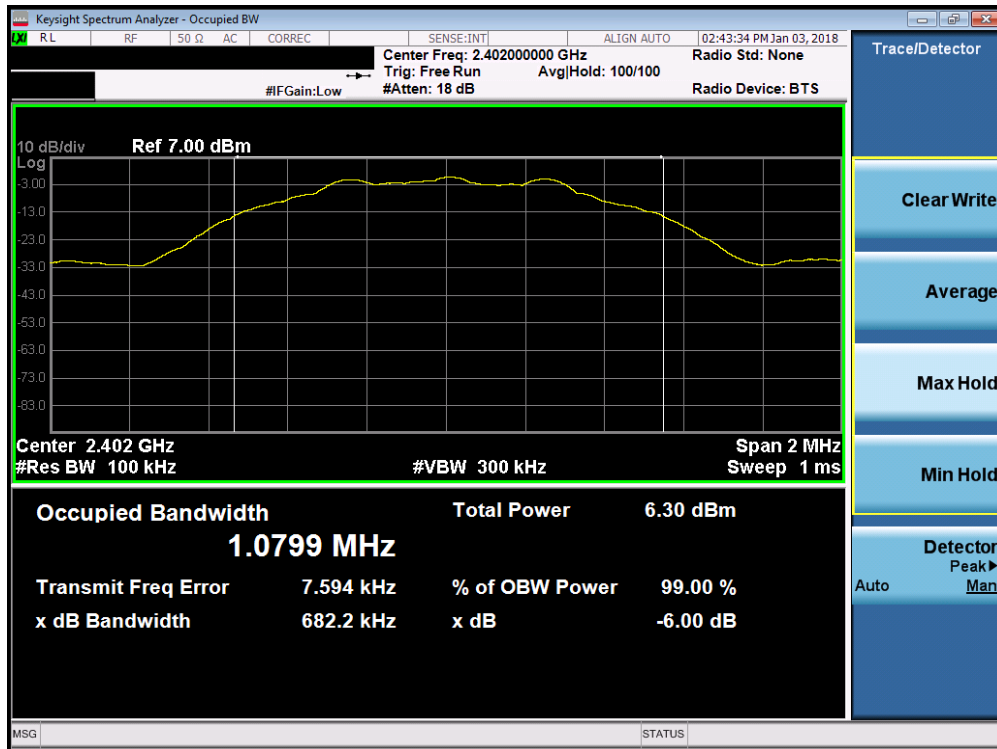 Keysight Spectrum Analyzer - Occupied BW
LXI RL RF 50 Ω AC CORREC SENSE:INT ALIGN AUTO 02:43:34 PM Jan 03, 2018
Center Freq: 2.402000000 GHz Radio Std: None
Trig: Free Run Avg|Hold: 100/100
#IFGain:Low #Atten: 18 dB Radio Device: BTS
Trace/Detector
10 dB/div Ref 7.00 dBm
Log
-3.00
-13.0
-23.0
-33.0
-43.0
-53.0
-63.0
-73.0
-83.0
Center 2.402 GHz Span 2 MHz
#Res BW 100 kHz #VBW 300 kHz Sweep 1 ms
Occupied Bandwidth Total Power 6.30 dBm
1.0799 MHz
Transmit Freq Error 7.594 kHz % of OBW Power 99.00 %
x dB Bandwidth 682.2 kHz x dB -6.00 dB
Clear Write
Average
Max Hold
Min Hold
Detector
Peak▶
Auto Man
MSG STATUS